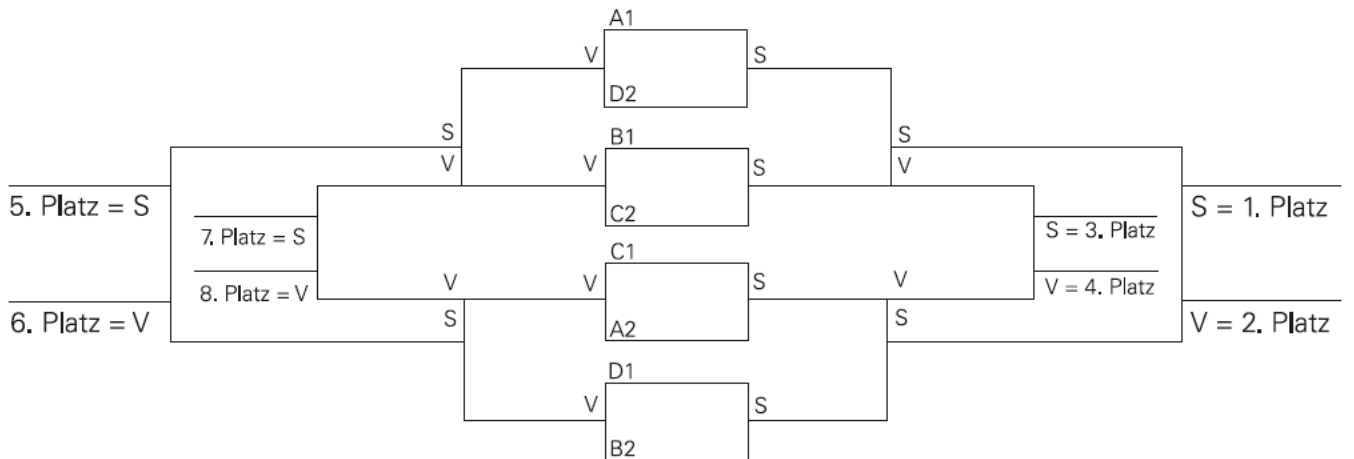 A1
V S
D2
S S
B1
V V S V
5. Platz = S
C2
S = 1. Platz
7. Platz = S
S = 3. Platz
C1
V V S V
8. Platz = V
V = 4. Platz
6. Platz = V
S S
A2
V = 2. Platz
D1
V S
B2